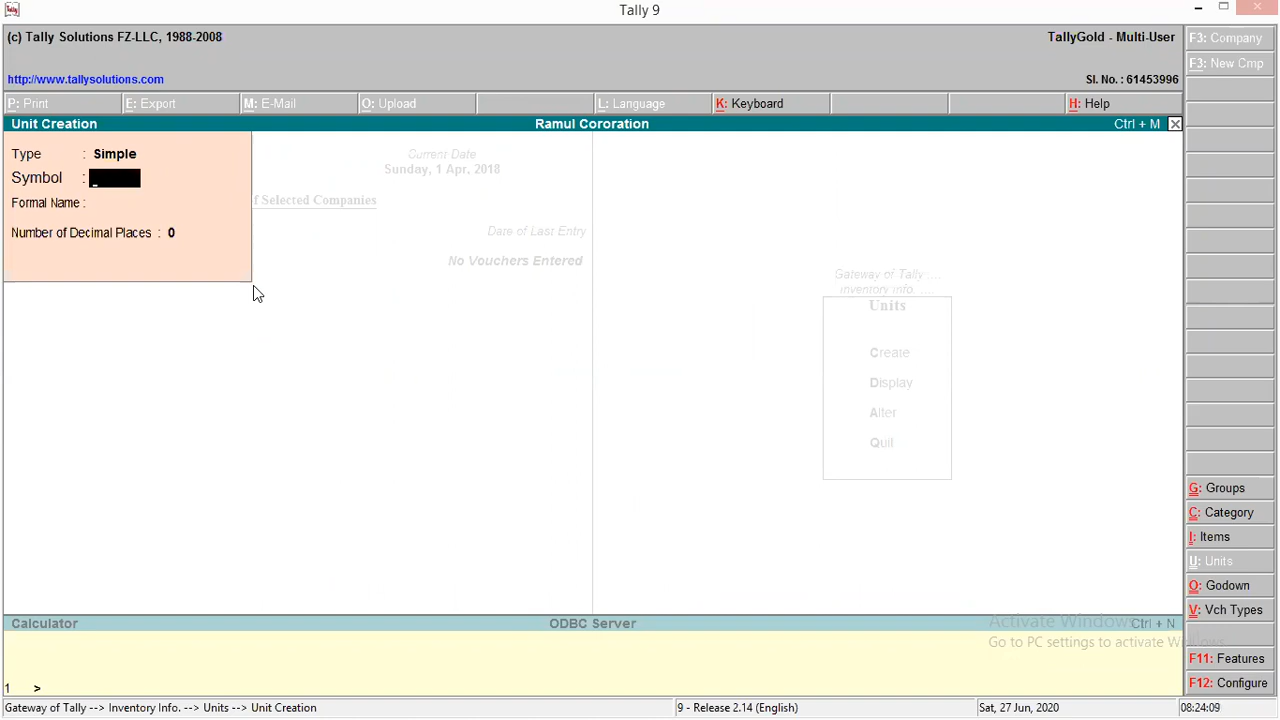 Tally 9
(c) Tally Solutions FZ-LLC, 1988-2008
TallyGold - Multi-User
http://www.tallysolutions.com
Sl. No. : 61453996
P: Print
E: Export
M: E-Mail
O: Upload
L: Language
K: Keyboard
H: Help
Unit Creation
Ramul Cororation
Ctrl + M
Type : Simple
Symbol :
Formal Name :
Number of Decimal Places : 0
Current Date
Sunday, 1 Apr, 2018
f Selected Companies
Date of Last Entry
No Vouchers Entered
Gateway of Tally ....
Inventory Info. ....
Units
Create
Display
Alter
Quit
F3: Company
F3: New Cmp
G: Groups
C: Category
I: Items
U: Units
O: Godown
V: Vch Types
F11: Features
F12: Configure
Calculator
ODBC Server
Ctrl + N
Activate Windows
Go to PC settings to activate Windows.
1 >
Gateway of Tally --> Inventory Info. --> Units --> Unit Creation
9 - Release 2.14 (English)
Sat, 27 Jun, 2020
08:24:09